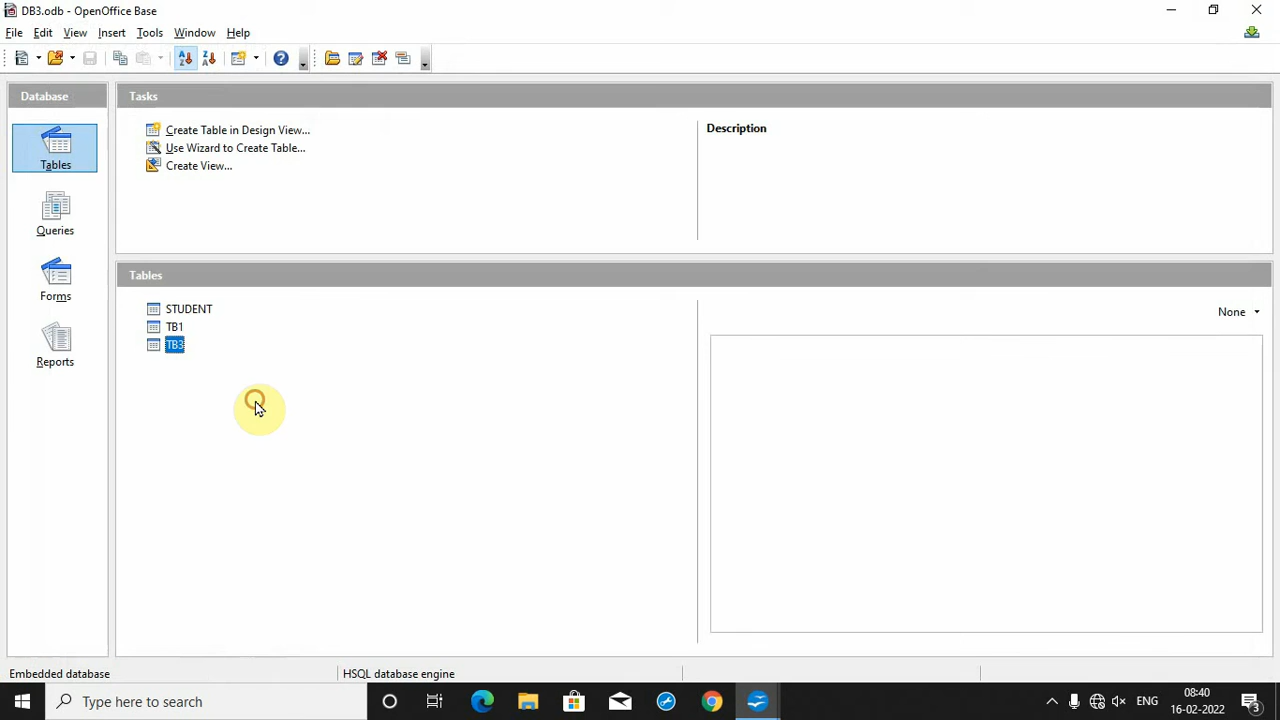 DB3.odb - OpenOffice Base
File Edit View Insert Tools Window Help
Database
Tables
Queries
Forms
Reports
Tasks
Create Table in Design View...
Use Wizard to Create Table...
Create View...
Description
Tables
STUDENT
TB1
TB3
None
Embedded database
HSQL database engine
Type here to search
ENG
08:40
16-02-2022
3